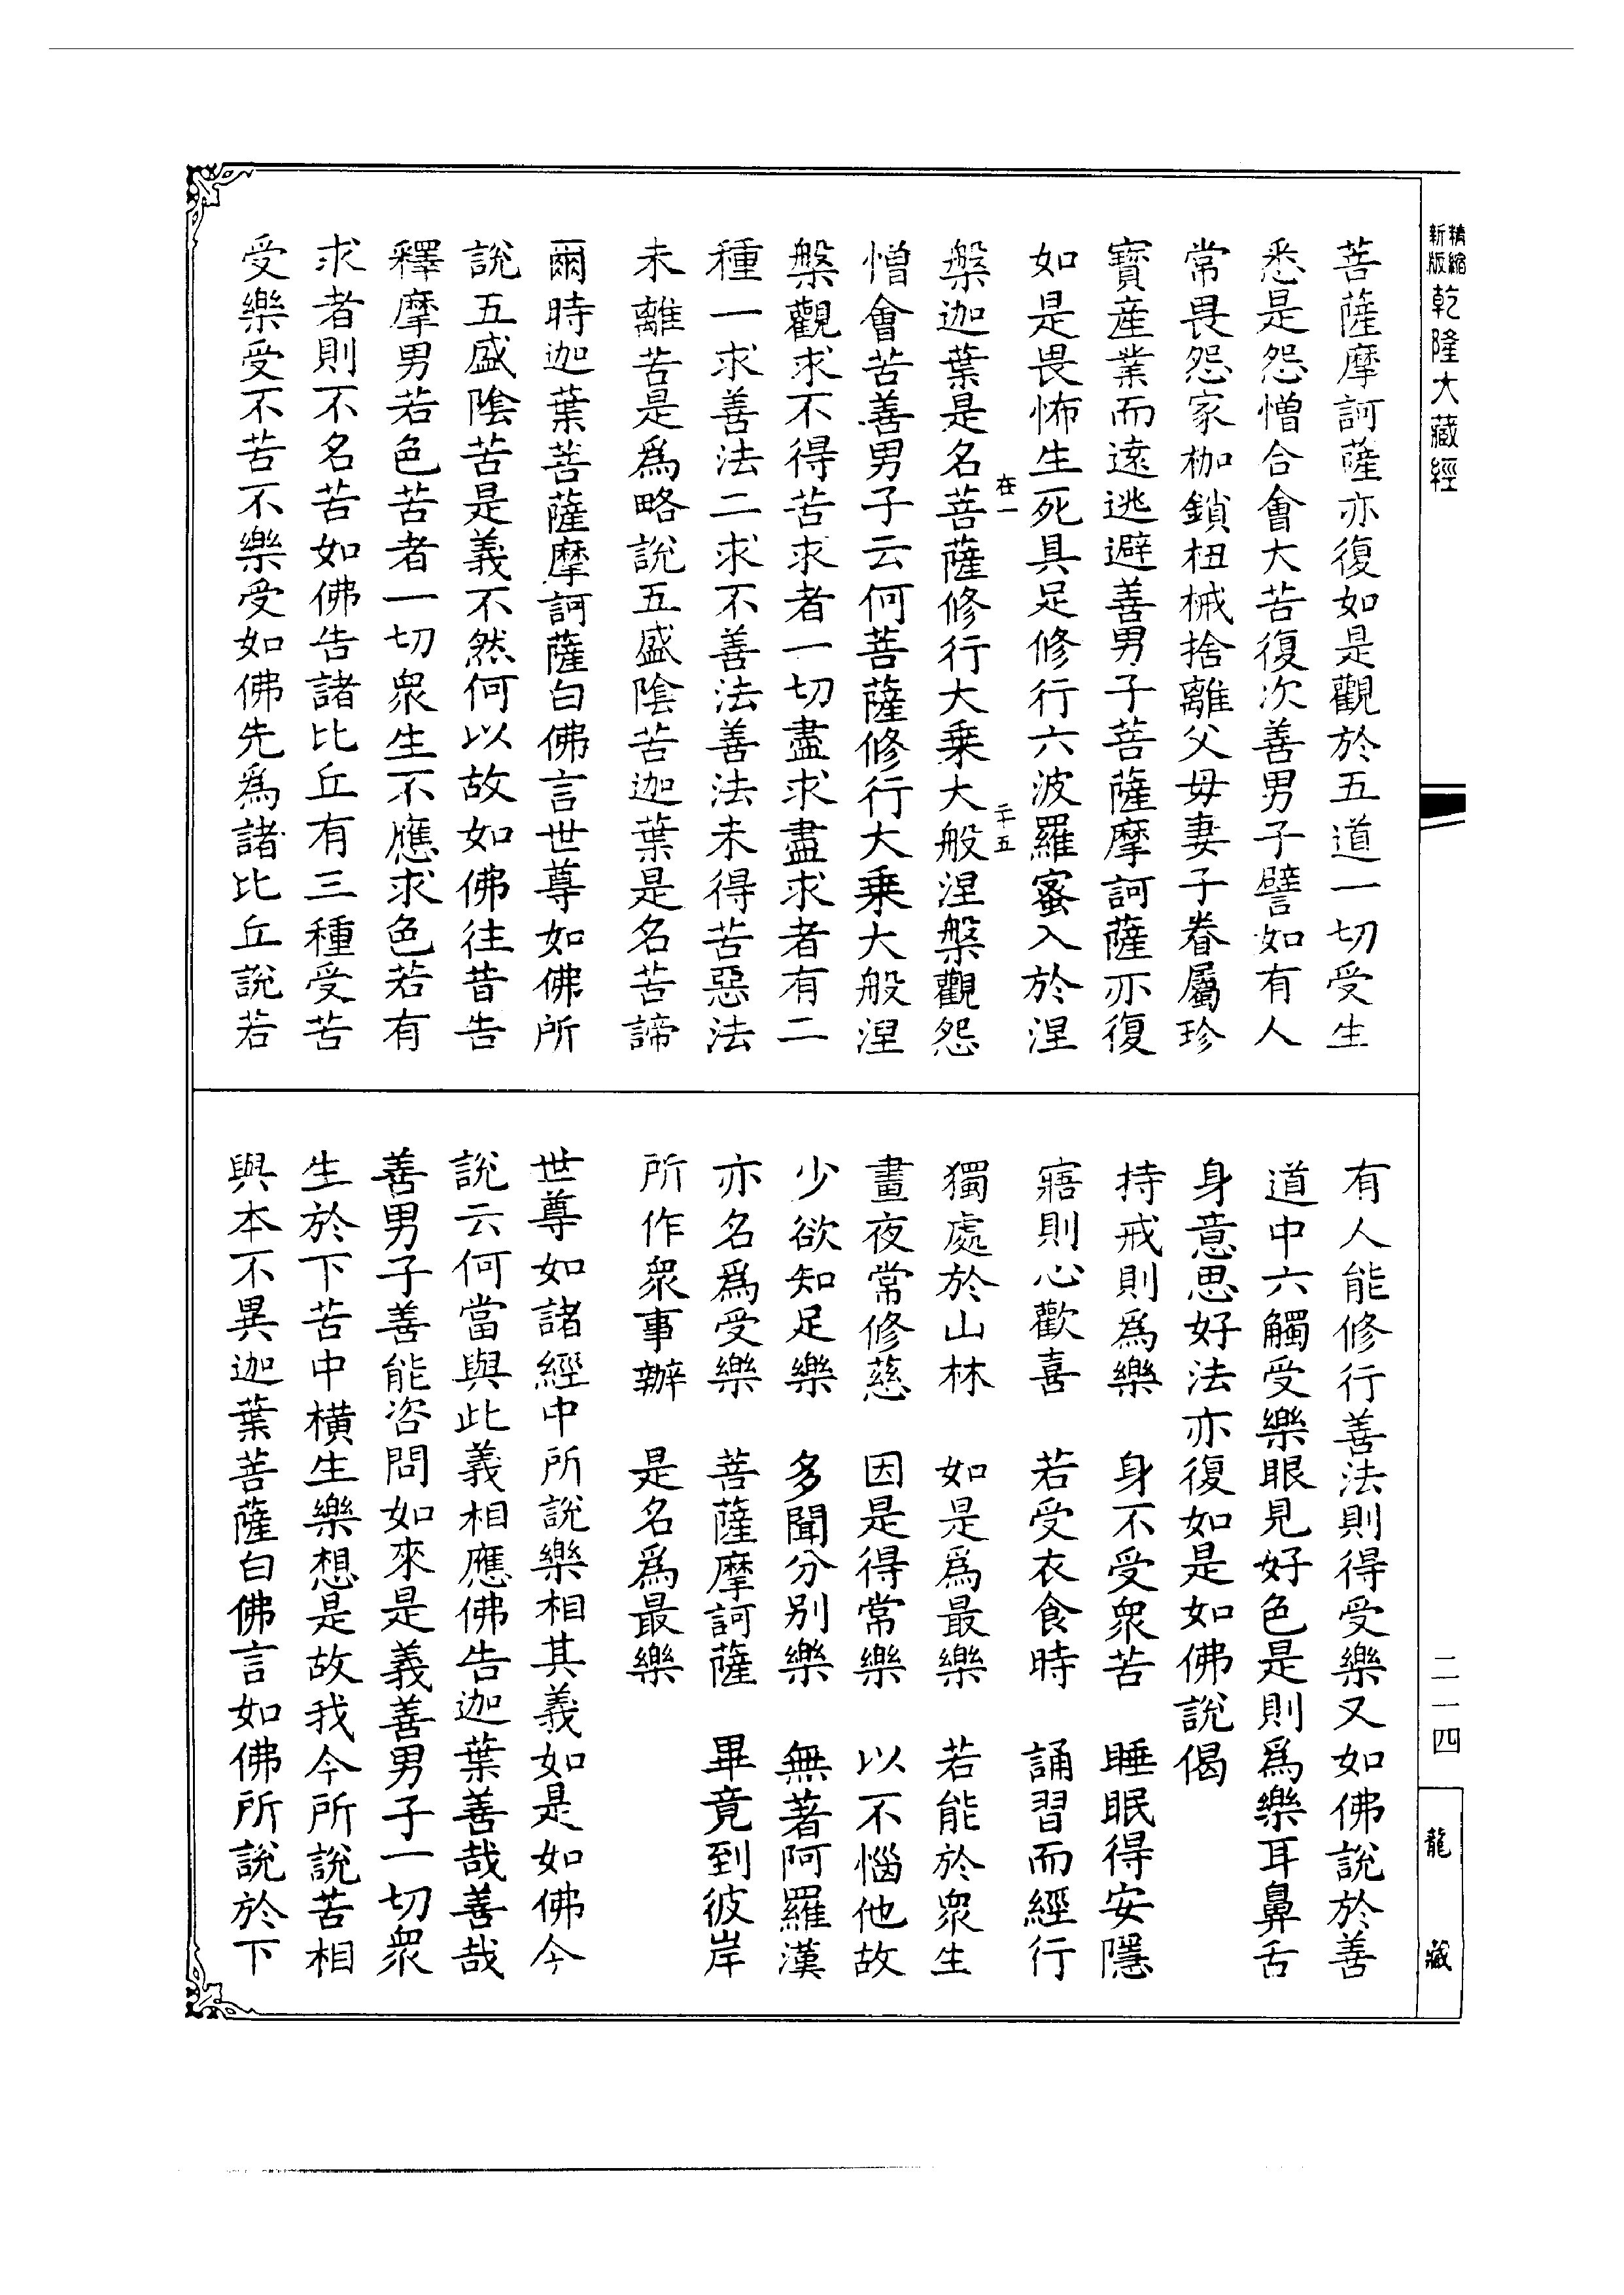 精縮
新版
乾隆大藏經
菩薩摩訶薩亦復如是觀於五道一切受生
悉是怨憎合會大苦復次善男子譬如有人
常畏怨家枷鎖杻械捨離父母妻子眷屬珍
寶産業而遠逃避善男子菩薩摩訶薩亦復
如是畏怖生死具足修行六波羅蜜入於涅
在一
二十五
槃迦葉是名菩薩修行大乗大般涅槃觀怨
憎會苦善男子云何菩薩修行大乗大般涅
槃觀求不得苦求者一切盡求盡求者有二
種一求善法二求不善法善法未得苦惡法
未離苦是爲略說五盛陰苦迦葉是名苦諦
爾時迦葉菩薩摩訶薩白佛言世尊如佛所
說五盛陰苦是義不然何以故如佛往昔告
釋摩男若色苦者一切衆生不應求色若有
求者則不名苦如佛告諸比丘有三種受苦
受樂受不苦不樂受如佛先爲諸比丘說若
有人能修行善法則得受樂又如佛說於善
道中六觸受樂眼見好色是則爲樂耳鼻舌
身意思好法亦復如是如佛說偈
持戒則爲樂 身不受衆苦 睡眠得安隱
寤則心歡喜 若受衣食時 誦習而經行
獨處於山林 如是爲最樂 若能於衆生
晝夜常修慈 因是得常樂 以不惱他故
少欲知足樂 多聞分别樂 無著阿羅漢
亦名爲受樂 菩薩摩訶薩 畢竟到彼岸
所作衆事辦 是名爲最樂
世尊如諸經中所說樂相其義如是如佛今
說云何當與此義相應佛告迦葉善哉善哉
善男子善能咨問如來是義善男子一切衆
生於下苦中橫生樂想是故我今所說苦相
與本不異迦葉菩薩白佛言如佛所說於下
二一四
龍藏